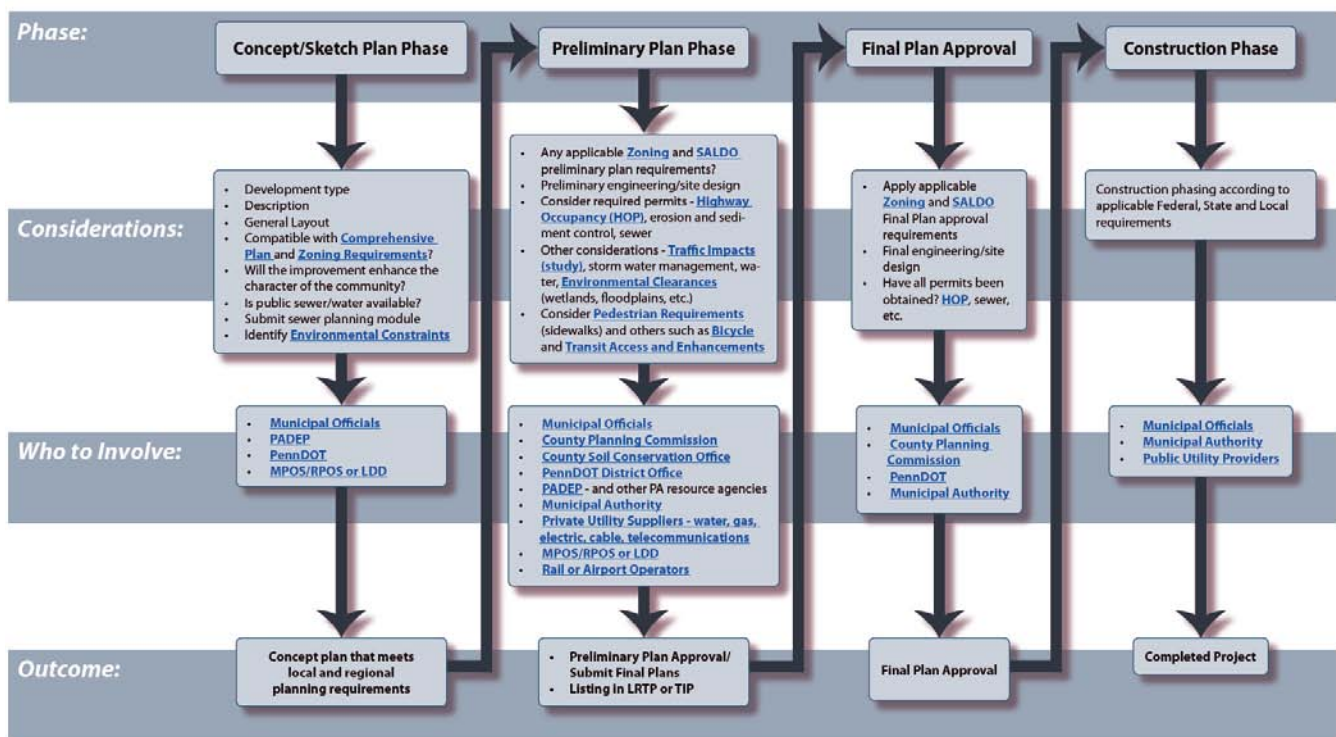 Phase:
Concept/Sketch Plan Phase
Preliminary Plan Phase
Final Plan Approval
Construction Phase
Considerations:
• Development type
• Description
• General Layout
• Compatible with Comprehensive
Plan and Zoning Requirements?
• Will the improvement enhance the
character of the community?
• Is public sewer/water available?
• Submit sewer planning module
• Identify Environmental Constraints
• Any applicable Zoning and SALDO
preliminary plan requirements?
• Preliminary engineering/site design
• Consider required permits - Highway
Occupancy (HOP), erosion and sedi-
ment control, sewer
• Other considerations - Traffic Impacts
(study), storm water management, wa-
ter, Environmental Clearances
(wetlands, floodplains, etc.)
• Consider Pedestrian Requirements
(sidewalks) and others such as Bicycle
and Transit Access and Enhancements
• Apply applicable
Zoning and SALDO
Final Plan approval
requirements
• Final engineering/site
design
• Have all permits been
obtained? HOP, sewer,
etc.
Construction phasing according to
applicable Federal, State and Local
requirements
Who to Involve:
• Municipal Officials
• PADEP
• PennDOT
• MPOS/RPOS or LDD
• Municipal Officials
• County Planning Commission
• County Soil Conservation Office
• PennDOT District Office
• PADEP - and other PA resource agencies
• Municipal Authority
• Private Utility Suppliers - water, gas,
electric, cable, telecommunications
• MPOS/RPOS or LDD
• Rail or Airport Operators
• Municipal Officials
• County Planning
Commission
• PennDOT
• Municipal Authority
• Municipal Officials
• Municipal Authority
• Public Utility Providers
Outcome:
Concept plan that meets
local and regional
planning requirements
• Preliminary Plan Approval/
Submit Final Plans
• Listing in LRTP or TIP
Final Plan Approval
Completed Project